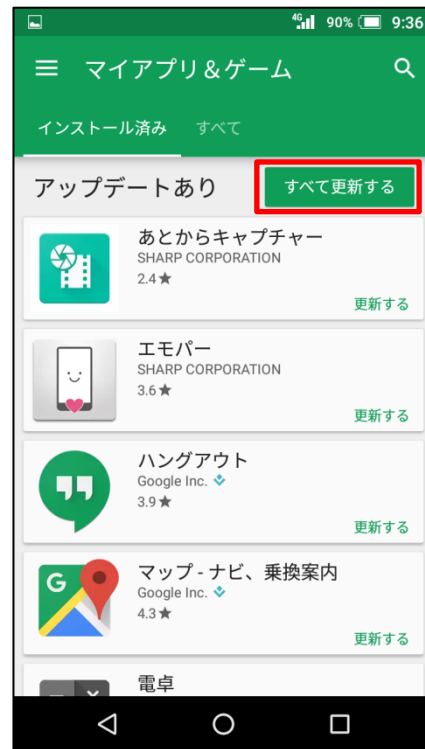 4G 90% 9:36
マイアプリ＆ゲーム
インストール済み すべて
アップデートあり すべて更新する
あとからキャプチャー
SHARP CORPORATION
2.4★
更新する
エモパー
SHARP CORPORATION
3.6★
更新する
ハングアウト
Google Inc.
3.9★
更新する
マップ - ナビ、乗換案内
Google Inc.
4.3★
更新する
電卓